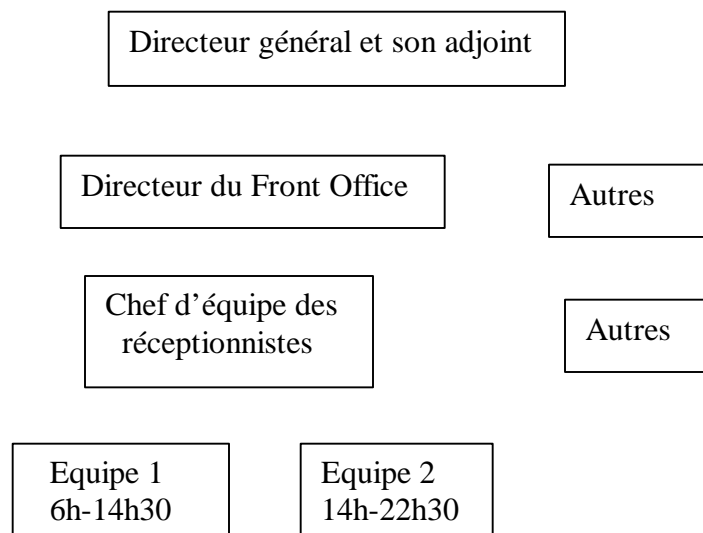 Directeur général et son adjoint
Directeur du Front Office
Autres
Chef d’équipe des
réceptionnistes
Autres
Equipe 1
6h-14h30
Equipe 2
14h-22h30